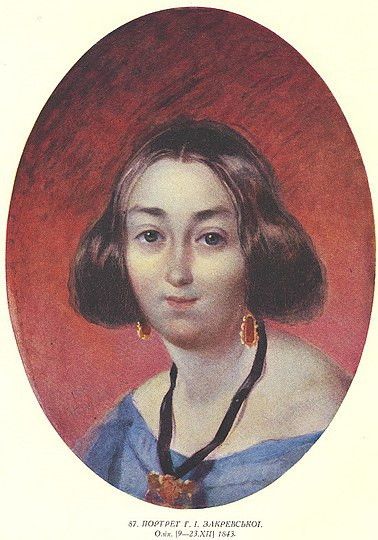 87. ПОРТРЕТ Г. І. ЗАКРЕВСЬКОЇ.
Олія. [9—23.XII] 1843.